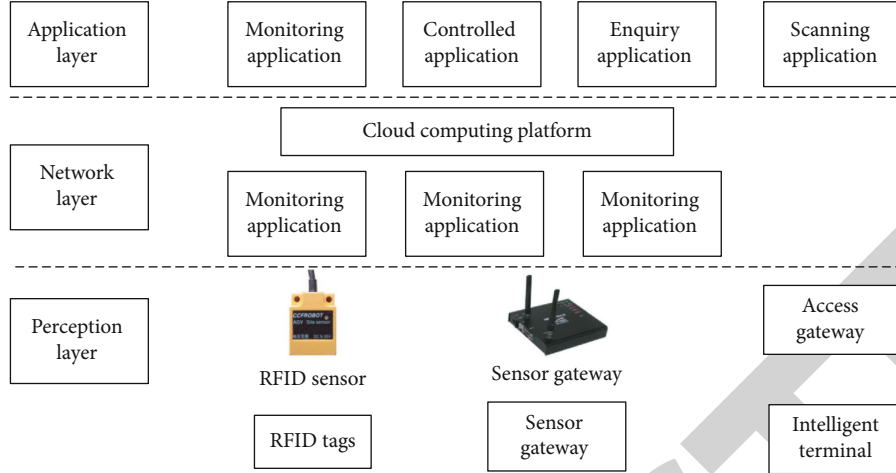 Application
layer
Monitoring
application
Controlled
application
Enquiry
application
Scanning
application
Cloud computing platform
Network
layer
Monitoring
application
Monitoring
application
Monitoring
application
Perception
layer
CCFROBOT
RFID sensor
Sensor gateway
Access
gateway
RFID tags
Sensor
gateway
Intelligent
terminal